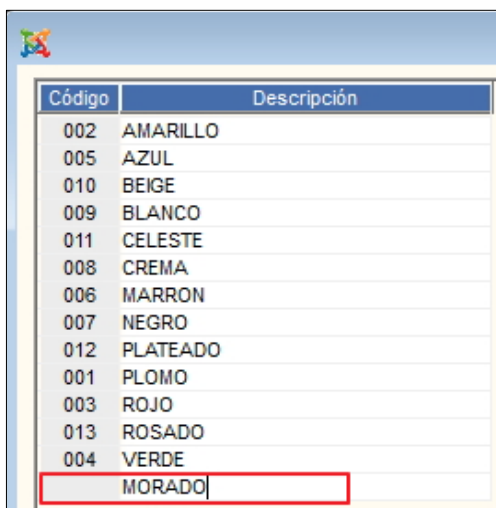 Código Descripción
002 AMARILLO
005 AZUL
010 BEIGE
009 BLANCO
011 CELESTE
008 CREMA
006 MARRON
007 NEGRO
012 PLATEADO
001 PLOMO
003 ROJO
013 ROSADO
004 VERDE
MORADO